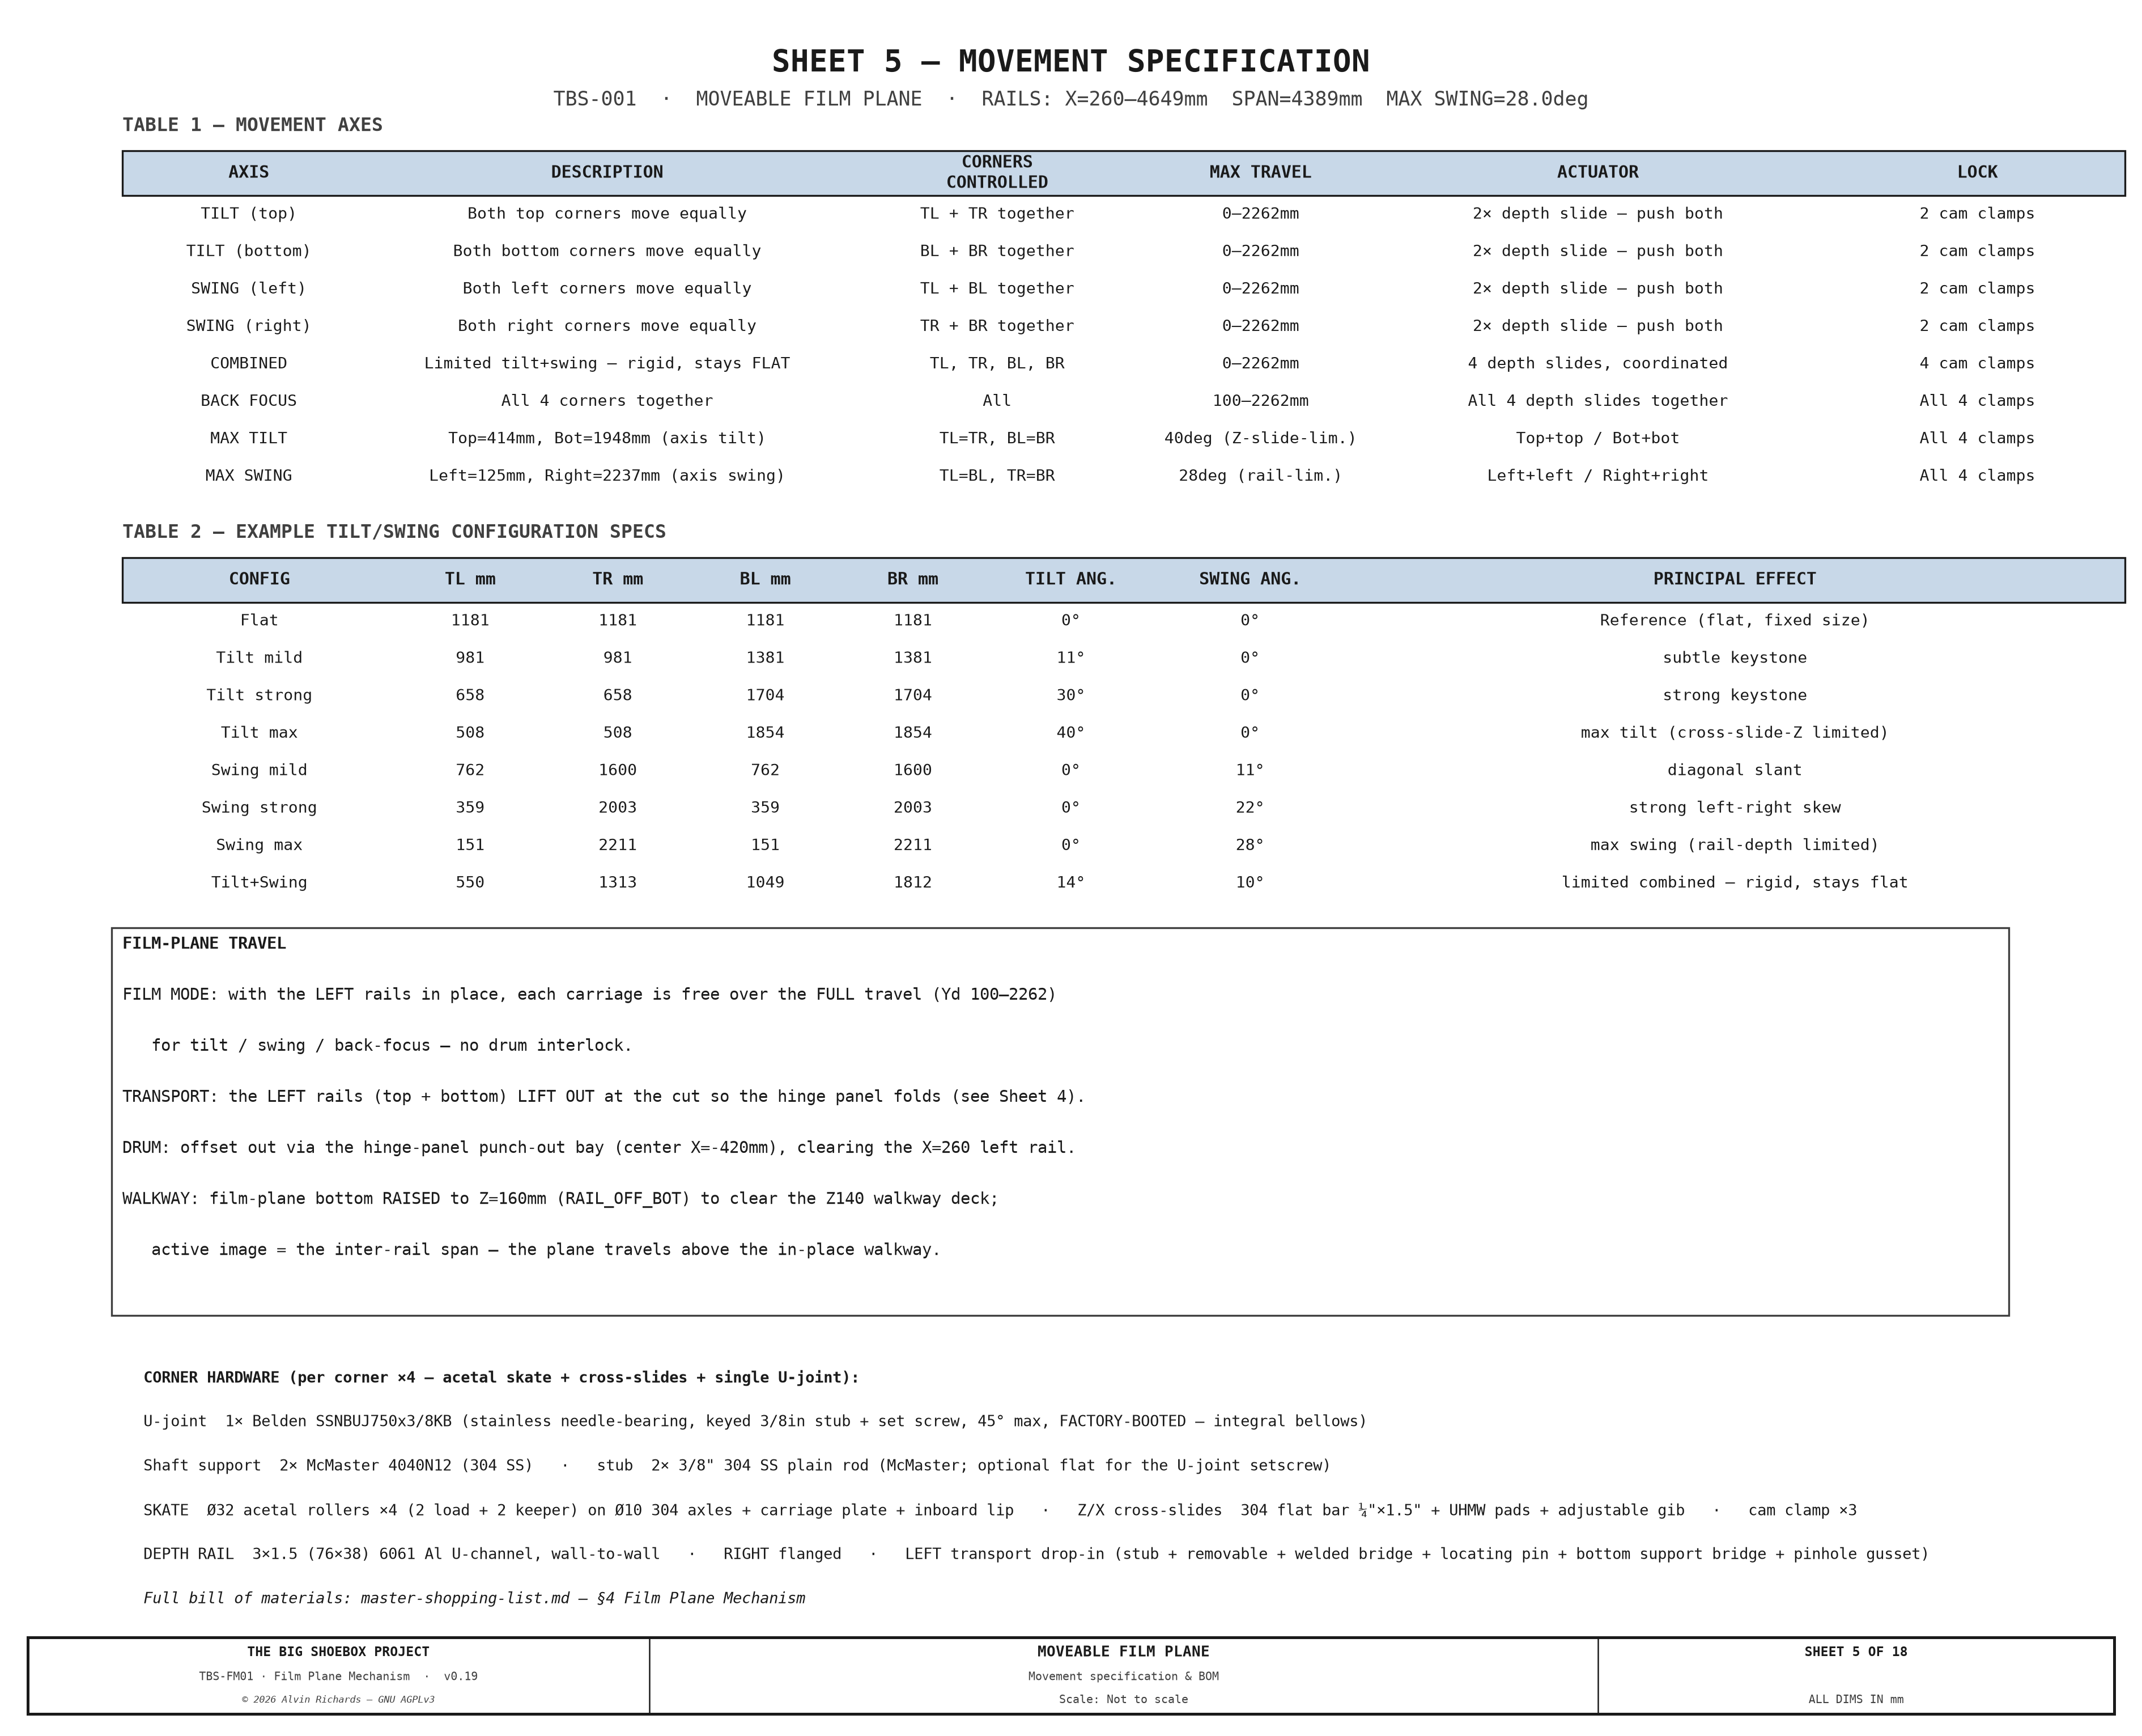 SHEET 5 — MOVEMENT SPECIFICATION
TBS-001 · MOVEABLE FILM PLANE · RAILS: X=260–4649mm SPAN=4389mm MAX SWING=28.0deg
TABLE 1 — MOVEMENT AXES
AXIS DESCRIPTION CORNERS CONTROLLED MAX TRAVEL ACTUATOR LOCK
TILT (top) Both top corners move equally TL + TR together 0–2262mm 2× depth slide — push both 2 cam clamps
TILT (bottom) Both bottom corners move equally BL + BR together 0–2262mm 2× depth slide — push both 2 cam clamps
SWING (left) Both left corners move equally TL + BL together 0–2262mm 2× depth slide — push both 2 cam clamps
SWING (right) Both right corners move equally TR + BR together 0–2262mm 2× depth slide — push both 2 cam clamps
COMBINED Limited tilt+swing — rigid, stays FLAT TL, TR, BL, BR 0–2262mm 4 depth slides, coordinated 4 cam clamps
BACK FOCUS All 4 corners together All 100–2262mm All 4 depth slides together All 4 clamps
MAX TILT Top=414mm, Bot=1948mm (axis tilt) TL=TR, BL=BR 40deg (Z-slide-lim.) Top+top / Bot+bot All 4 clamps
MAX SWING Left=125mm, Right=2237mm (axis swing) TL=BL, TR=BR 28deg (rail-lim.) Left+left / Right+right All 4 clamps
TABLE 2 — EXAMPLE TILT/SWING CONFIGURATION SPECS
CONFIG TL mm TR mm BL mm BR mm TILT ANG. SWING ANG. PRINCIPAL EFFECT
Flat 1181 1181 1181 1181 0° 0° Reference (flat, fixed size)
Tilt mild 981 981 1381 1381 11° 0° subtle keystone
Tilt strong 658 658 1704 1704 30° 0° strong keystone
Tilt max 508 508 1854 1854 40° 0° max tilt (cross-slide-Z limited)
Swing mild 762 1600 762 1600 0° 11° diagonal slant
Swing strong 359 2003 359 2003 0° 22° strong left-right skew
Swing max 151 2211 151 2211 0° 28° max swing (rail-depth limited)
Tilt+Swing 550 1313 1049 1812 14° 10° limited combined — rigid, stays flat
FILM-PLANE TRAVEL
FILM MODE: with the LEFT rails in place, each carriage is free over the FULL travel (Yd 100–2262)
for tilt / swing / back-focus — no drum interlock.
TRANSPORT: the LEFT rails (top + bottom) LIFT OUT at the cut so the hinge panel folds (see Sheet 4).
DRUM: offset out via the hinge-panel punch-out bay (center X=-420mm), clearing the X=260 left rail.
WALKWAY: film-plane bottom RAISED to Z=160mm (RAIL_OFF_BOT) to clear the Z140 walkway deck;
active image = the inter-rail span — the plane travels above the in-place walkway.
CORNER HARDWARE (per corner ×4 — acetal skate + cross-slides + single U-joint):
U-joint 1× Belden SSNBUJ750x3/8KB (stainless needle-bearing, keyed 3/8in stub + set screw, 45° max, FACTORY-BOOTED — integral bellows)
Shaft support 2× McMaster 4040N12 (304 SS) · stub 2× 3/8" 304 SS plain rod (McMaster; optional flat for the U-joint setscrew)
SKATE Ø32 acetal rollers ×4 (2 load + 2 keeper) on Ø10 304 axles + carriage plate + inboard lip · Z/X cross-slides 304 flat bar ¼"×1.5" + UHMW pads + adjustable gib · cam clamp ×3
DEPTH RAIL 3×1.5 (76×38) 6061 Al U-channel, wall-to-wall · RIGHT flanged · LEFT transport drop-in (stub + removable + welded bridge + locating pin + bottom support bridge + pinhole gusset)
Full bill of materials: master-shopping-list.md — §4 Film Plane Mechanism
THE BIG SHOEBOX PROJECT
TBS-FM01 · Film Plane Mechanism · v0.19
© 2026 Alvin Richards — GNU AGPLv3
MOVEABLE FILM PLANE
Movement specification & BOM
Scale: Not to scale
SHEET 5 OF 18
ALL DIMS IN mm